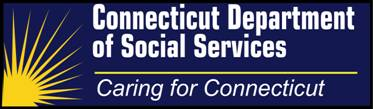 Connecticut Department
of Social Services
Caring for Connecticut